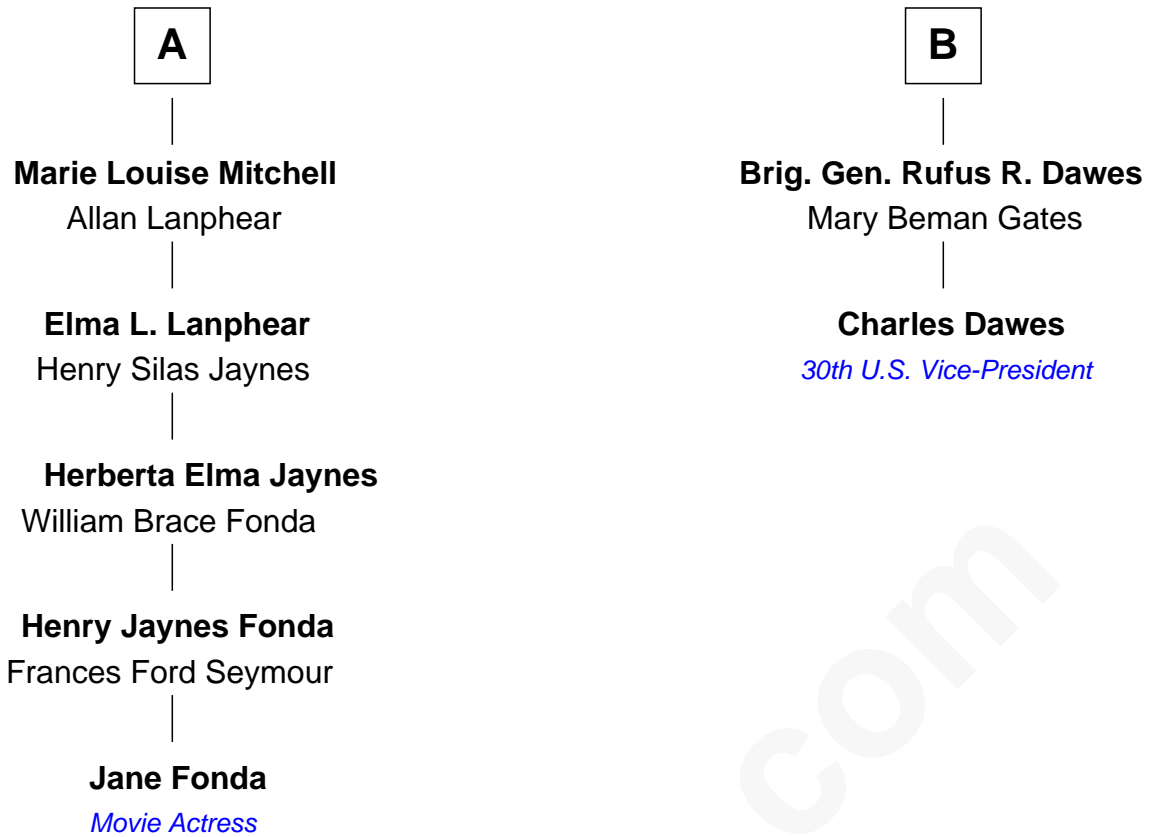 A
Marie Louise Mitchell
Allan Lanphear
Elma L. Lanphear
Henry Silas Jaynes
Herberta Elma Jaynes
William Brace Fonda
Henry Jaynes Fonda
Frances Ford Seymour
Jane Fonda
Movie Actress
B
Brig. Gen. Rufus R. Dawes
Mary Beman Gates
Charles Dawes
30th U.S. Vice-President
com